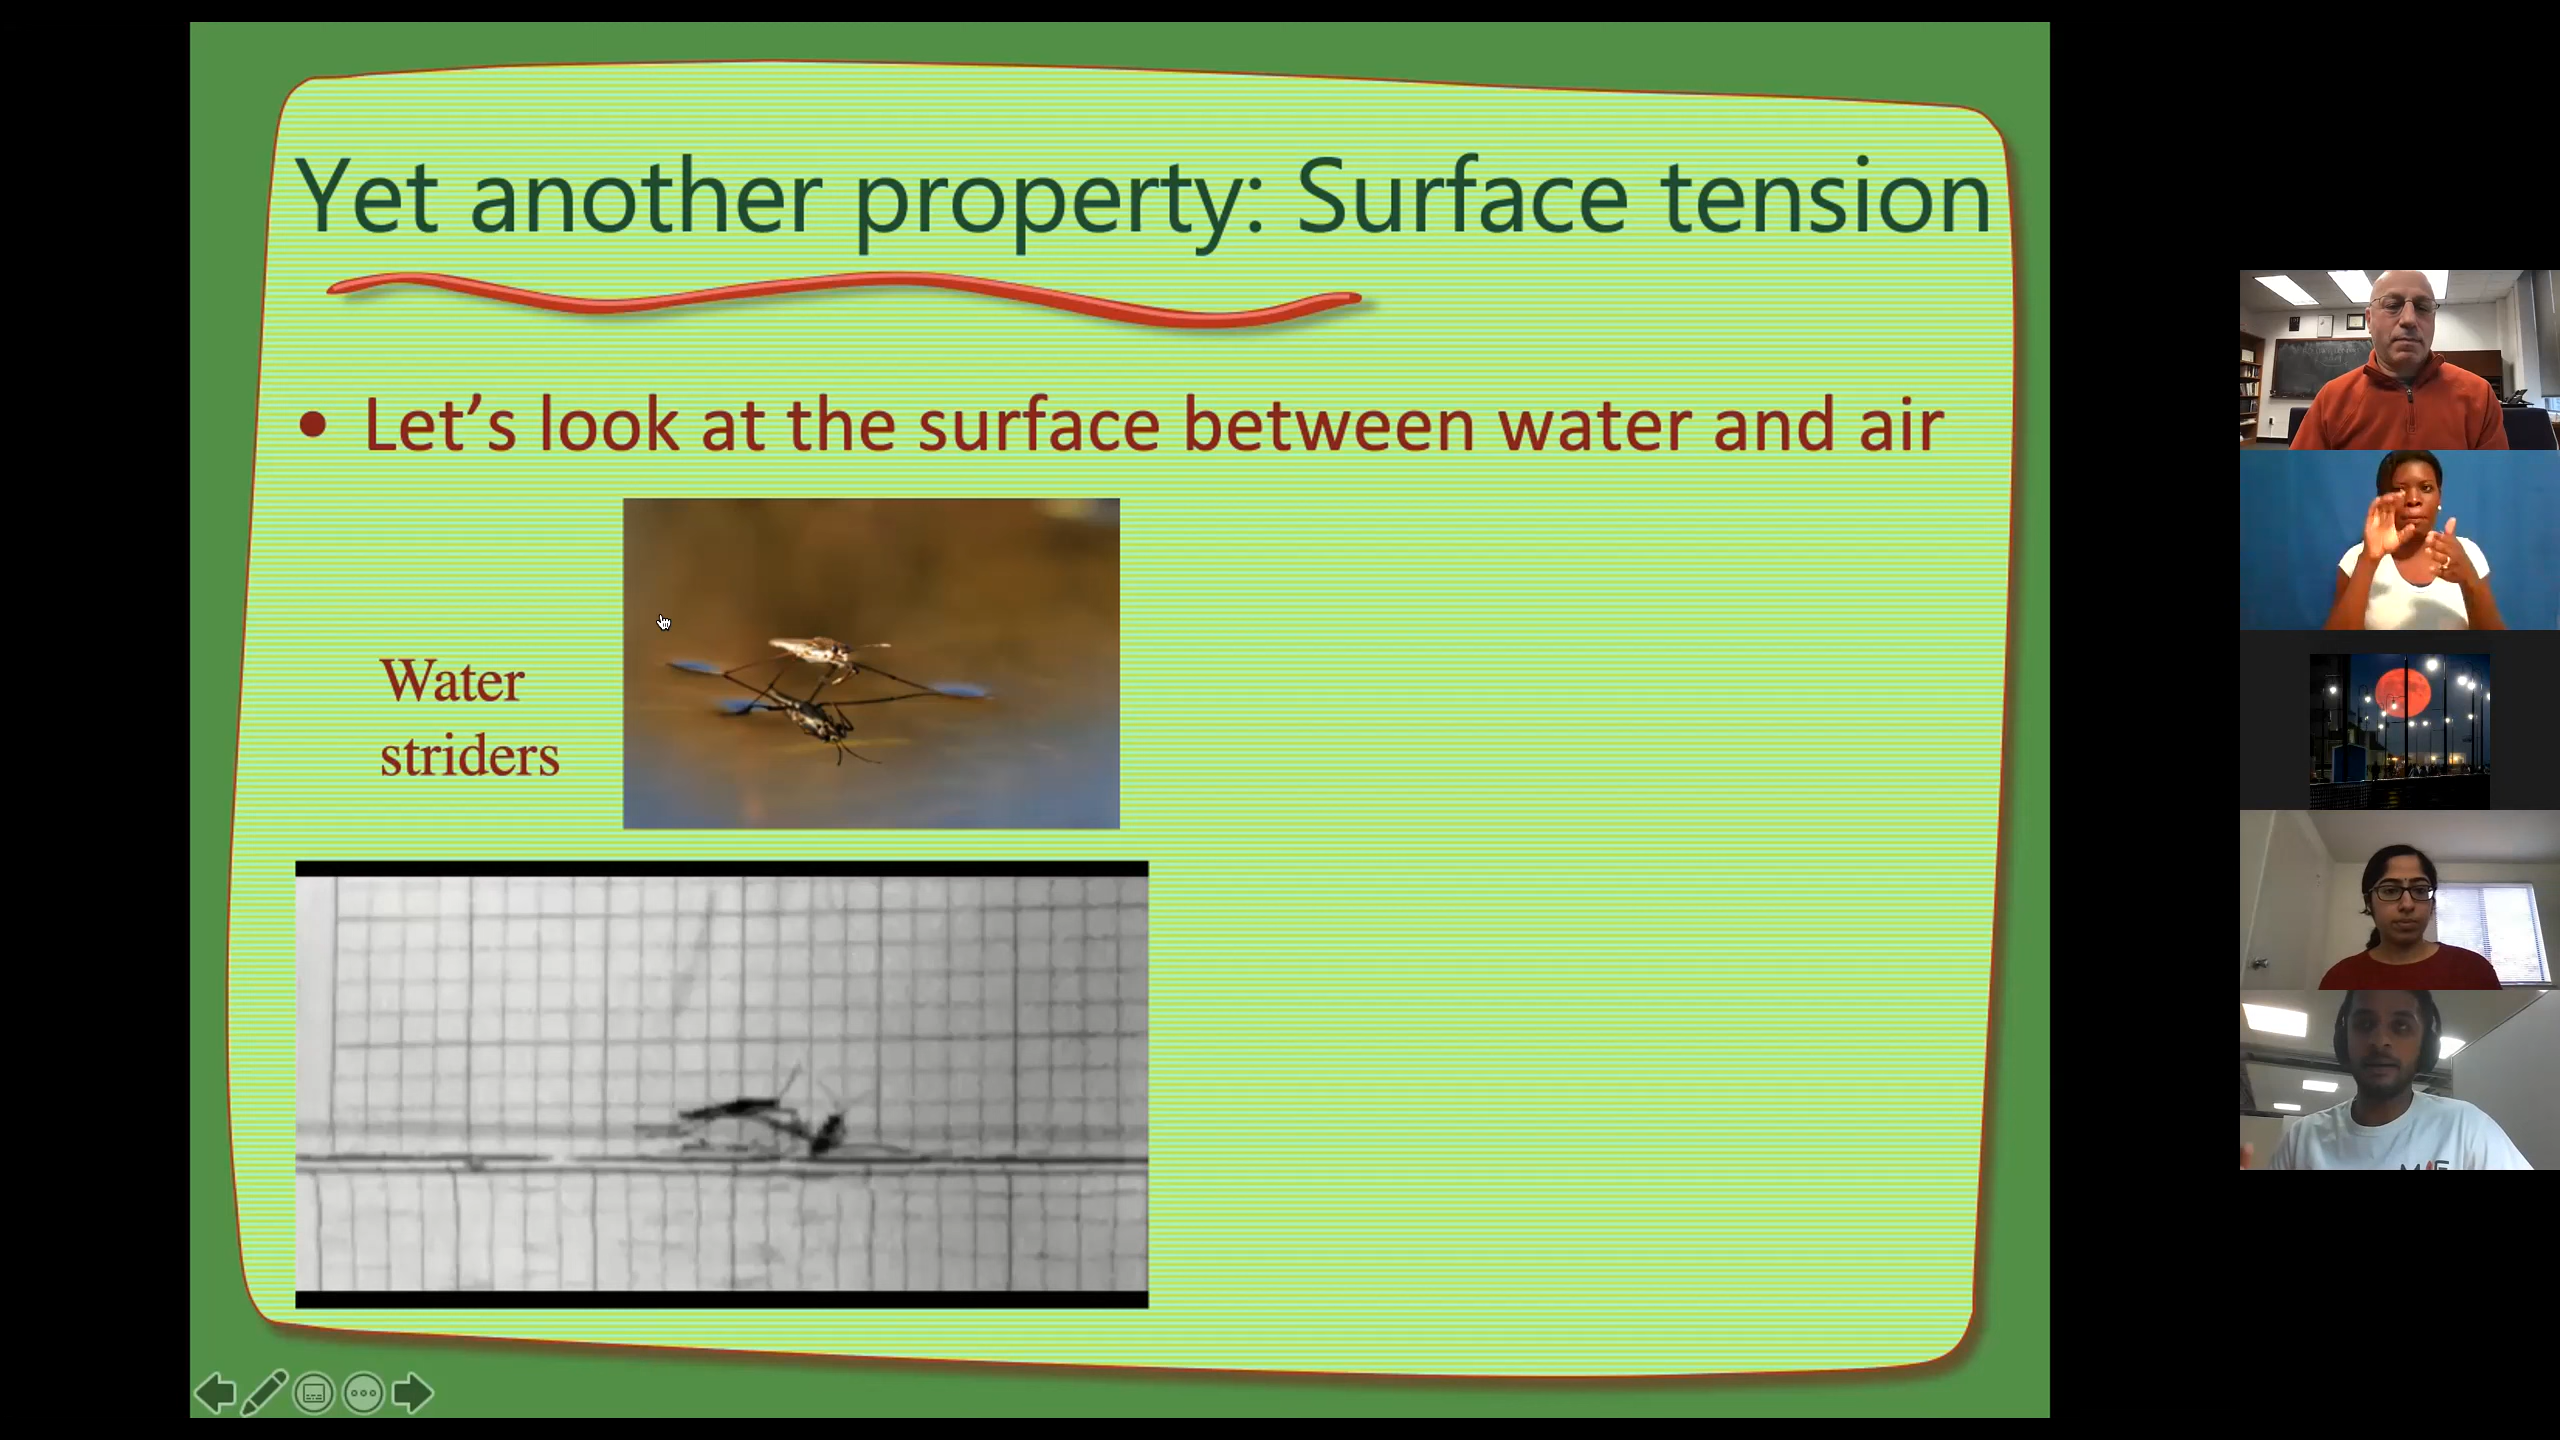 Yet another property: Surface tension
• Let’s look at the surface between water and air
Water
striders